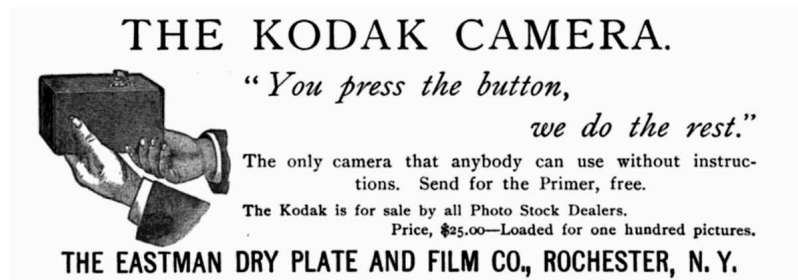 THE KODAK CAMERA.
“ You press the button,
we do the rest.”
The only camera that anybody can use without instruc-
tions. Send for the Primer, free.
The Kodak is for sale by all Photo Stock Dealers.
Price, $25.00—Loaded for one hundred pictures.
THE EASTMAN DRY PLATE AND FILM CO., ROCHESTER, N. Y.